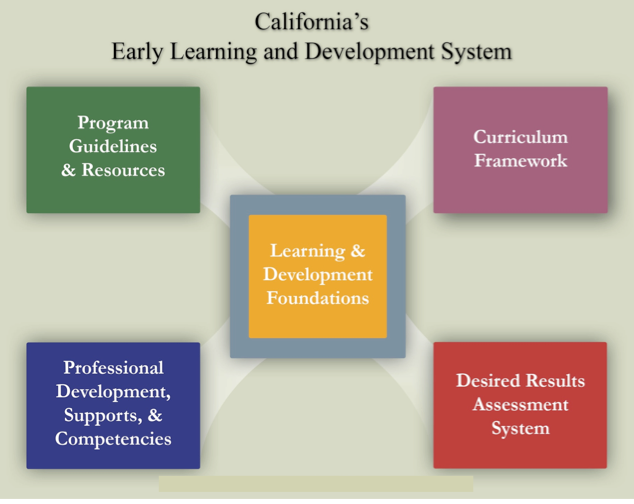 California's
Early Learning and Development System
Program
Guidelines
& Resources
Curriculum
Framework
Learning &
Development
Foundations
Professional
Development,
Supports, &
Competencies
Desired Results
Assessment
System